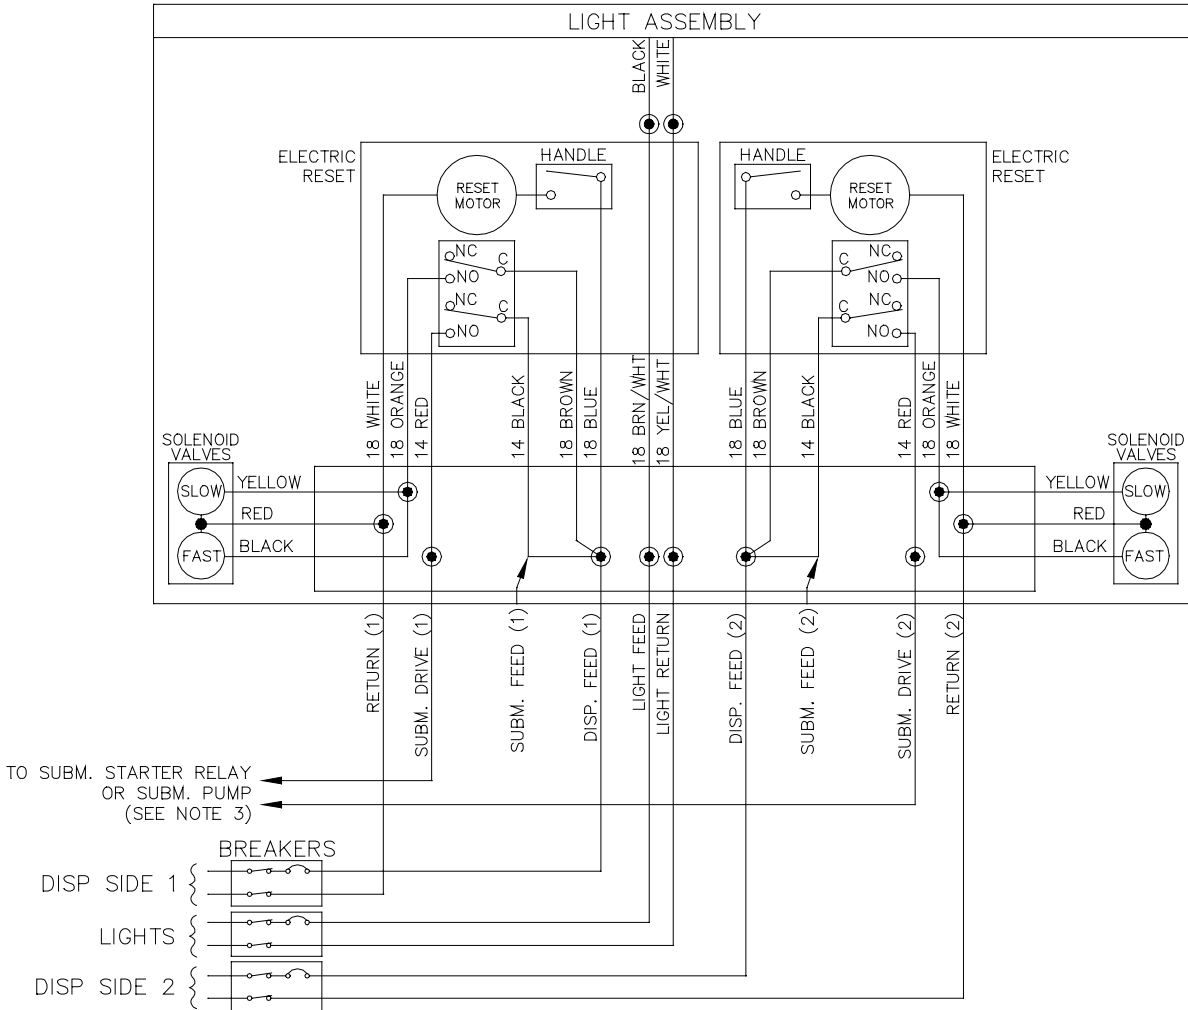 LIGHT ASSEMBLY
BLACK
WHITE
ELECTRIC
RESET
HANDLE
RESET
MOTOR
NC
C
NO
NC
C
NO
HANDLE
RESET
MOTOR
ELECTRIC
RESET
NC
C
NO
NC
C
NO
18 WHITE
18 ORANGE
14 RED
14 BLACK
18 BROWN
18 BLUE
18 BRN/WHT
18 YEL/WHT
18 BLUE
18 BROWN
14 BLACK
14 RED
18 ORANGE
18 WHITE
SOLENOID
VALVES
SLOW
FAST
YELLOW
RED
BLACK
SOLENOID
VALVES
YELLOW
RED
BLACK
SLOW
FAST
RETURN (1)
SUBM. DRIVE (1)
SUBM. FEED (1)
DISP. FEED (1)
LIGHT FEED
LIGHT RETURN
DISP. FEED (2)
SUBM. FEED (2)
SUBM. DRIVE (2)
RETURN (2)
TO SUBM. STARTER RELAY
OR SUBM. PUMP
(SEE NOTE 3)
BREAKERS
DISP SIDE 1
LIGHTS
DISP SIDE 2